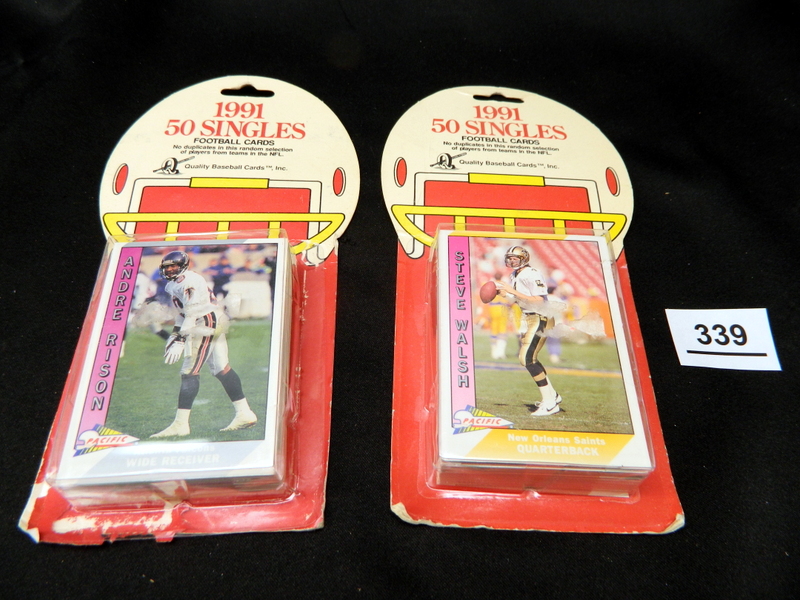 1991
50 SINGLES
FOOTBALL CARDS
No duplicates in this random selection
of players from teams in the NFL.
Quality Baseball Cards™, Inc.
ANDRE RISON
PACIFIC
WIDE RECEIVER
1991
50 SINGLES
FOOTBALL CARDS
No duplicates in this random selection
of players from teams in the NFL.
Quality Baseball Cards™, Inc.
STEVE WALSH
PACIFIC
New Orleans Saints
QUARTERBACK
339